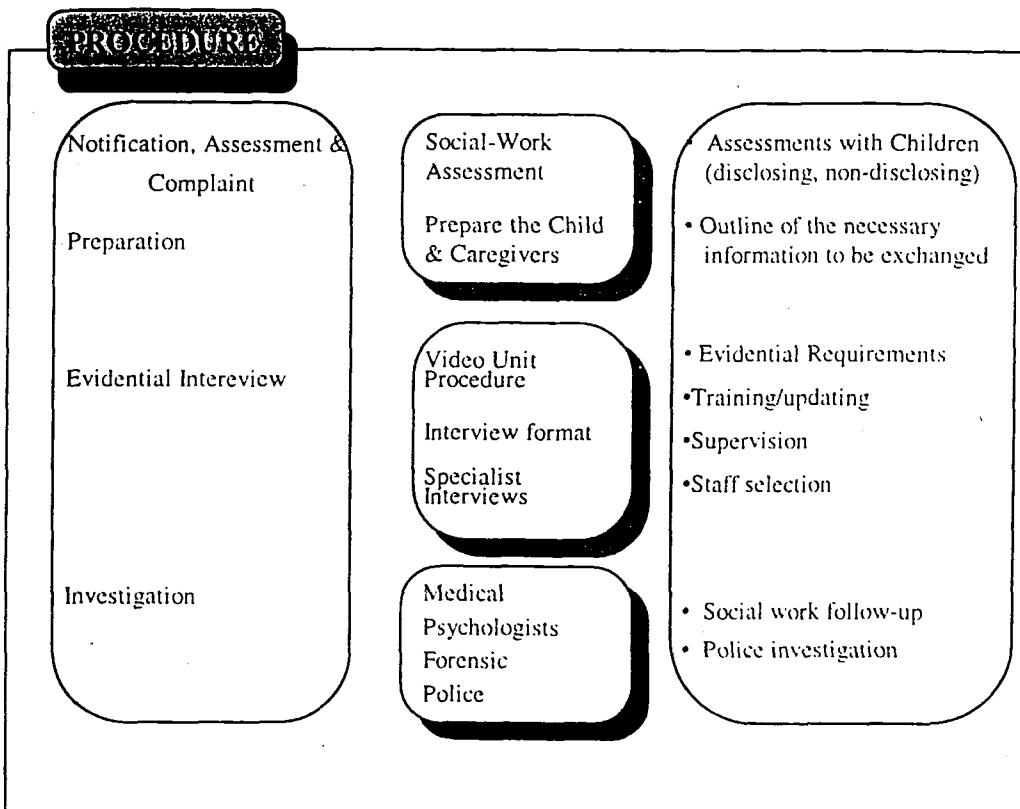 PROCEDURE
Notification, Assessment &
Complaint
Preparation
Evidential Intereview
Investigation
Social-Work
Assessment
Prepare the Child
& Caregivers
Video Unit
Procedure
Interview format
Specialist
Interviews
Medical
Psychologists
Forensic
Police
• Assessments with Children
(disclosing, non-disclosing)
• Outline of the necessary
information to be exchanged
• Evidential Requirements
•Training/updating
•Supervision
•Staff selection
• Social work follow-up
• Police investigation